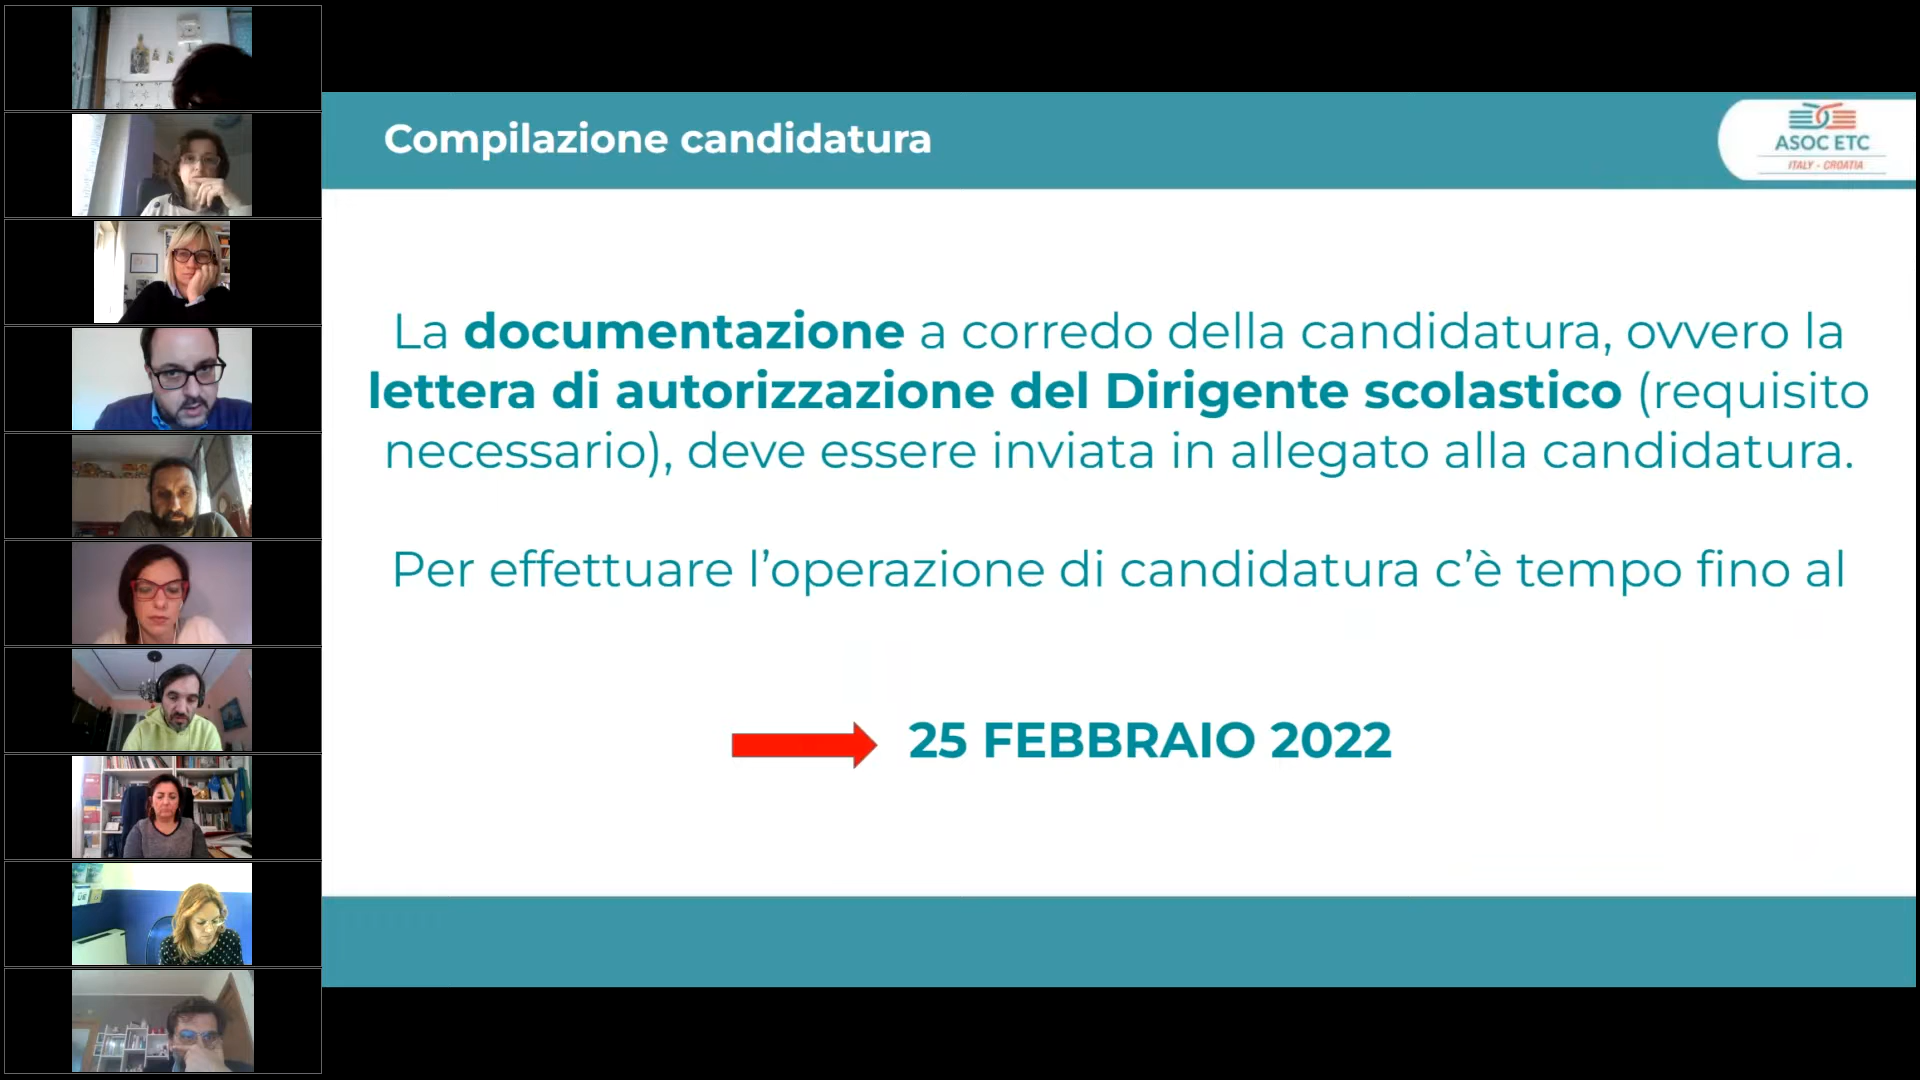 Compilazione candidatura
ASOC ETC
ITALY - CROATIA
La documentazione a corredo della candidatura, ovvero la
lettera di autorizzazione del Dirigente scolastico (requisito
necessario), deve essere inviata in allegato alla candidatura.
Per effettuare l’operazione di candidatura c’è tempo fino al
25 FEBBRAIO 2022